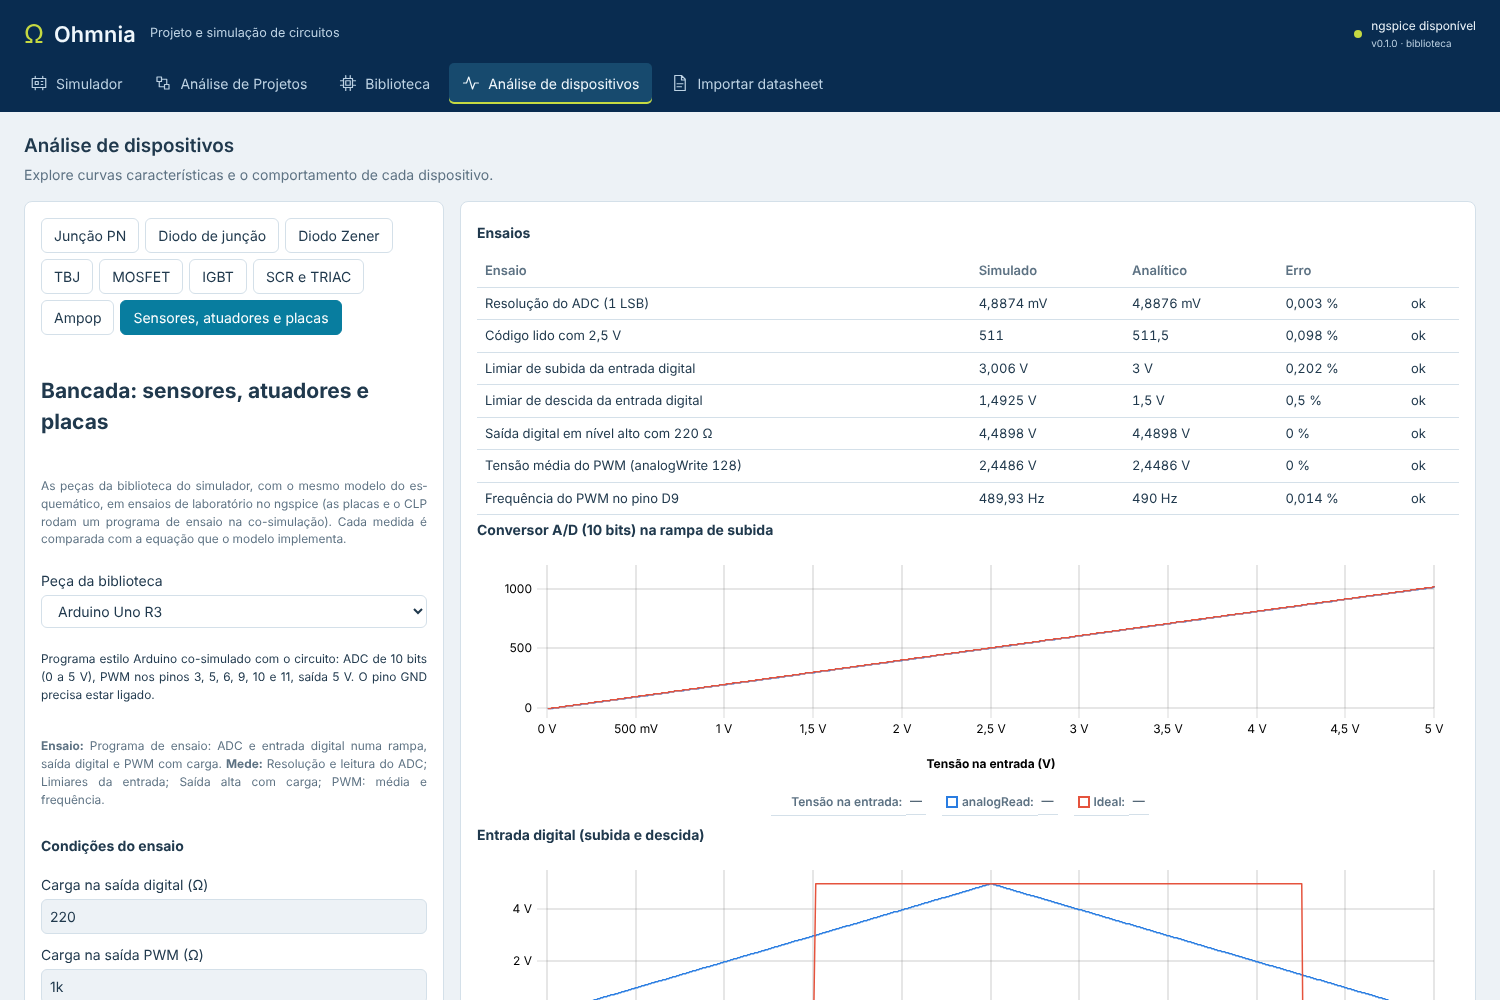 Ω Ohmnia
Projeto e simulação de circuitos
ngspice disponível
v0.1.0 · biblioteca
Simulador
Análise de Projetos
Biblioteca
Análise de dispositivos
Importar datasheet
Análise de dispositivos
Explore curvas características e o comportamento de cada dispositivo.
Junção PN
Diodo de junção
Diodo Zener
TBJ
MOSFET
IGBT
SCR e TRIAC
Ampop
Sensores, atuadores e placas
Bancada: sensores, atuadores e
placas
As peças da biblioteca do simulador, com o mesmo modelo do es-
quemático, em ensaios de laboratório no ngspice (as placas e o CLP
rodam um programa de ensaio na co-simulação). Cada medida é
comparada com a equação que o modelo implementa.
Peça da biblioteca
Arduino Uno R3
Programa estilo Arduino co-simulado com o circuito: ADC de 10 bits
(0 a 5 V), PWM nos pinos 3, 5, 6, 9, 10 e 11, saída 5 V. O pino GND
precisa estar ligado.
Ensaio: Programa de ensaio: ADC e entrada digital numa rampa,
saída digital e PWM com carga. Mede: Resolução e leitura do ADC;
Limiares da entrada; Saída alta com carga; PWM: média e
frequência.
Condições do ensaio
Carga na saída digital (Ω)
220
Carga na saída PWM (Ω)
1k
Ensaios
Ensaio Simulado Analítico Erro
Resolução do ADC (1 LSB) 4,8874 mV 4,8876 mV 0,003 % ok
Código lido com 2,5 V 511 511,5 0,098 % ok
Limiar de subida da entrada digital 3,006 V 3 V 0,202 % ok
Limiar de descida da entrada digital 1,4925 V 1,5 V 0,5 % ok
Saída digital em nível alto com 220 Ω 4,4898 V 4,4898 V 0 % ok
Tensão média do PWM (analogWrite 128) 2,4486 V 2,4486 V 0 % ok
Frequência do PWM no pino D9 489,93 Hz 490 Hz 0,014 % ok
Conversor A/D (10 bits) na rampa de subida
1000
500
0
0 V 500 mV 1 V 1,5 V 2 V 2,5 V 3 V 3,5 V 4 V 4,5 V 5 V
Tensão na entrada (V)
Tensão na entrada: — analogRead: — Ideal: —
Entrada digital (subida e descida)
4 V
2 V